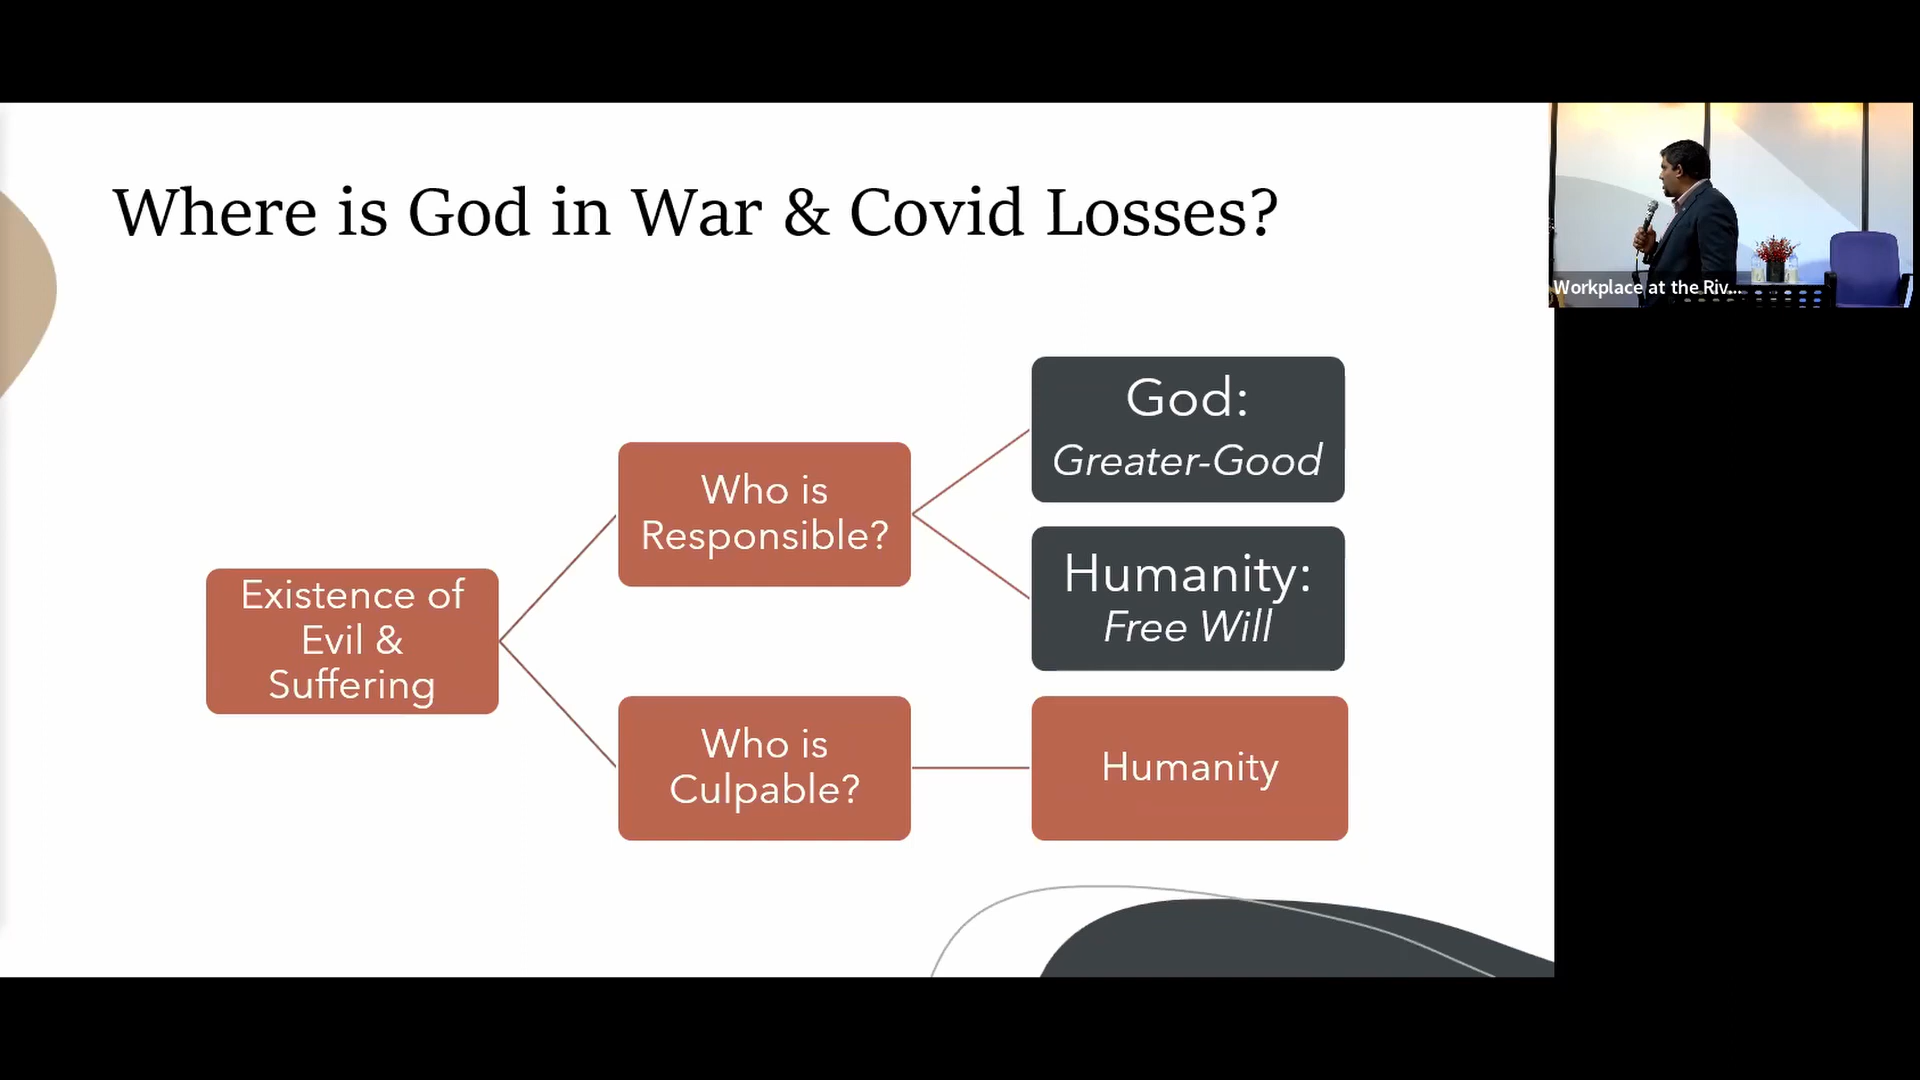 Where is God in War & Covid Losses?
Existence of
Evil &
Suffering
Who is
Responsible?
God:
Greater-Good
Humanity:
Free Will
Who is
Culpable?
Humanity
Workplace at the Riv...